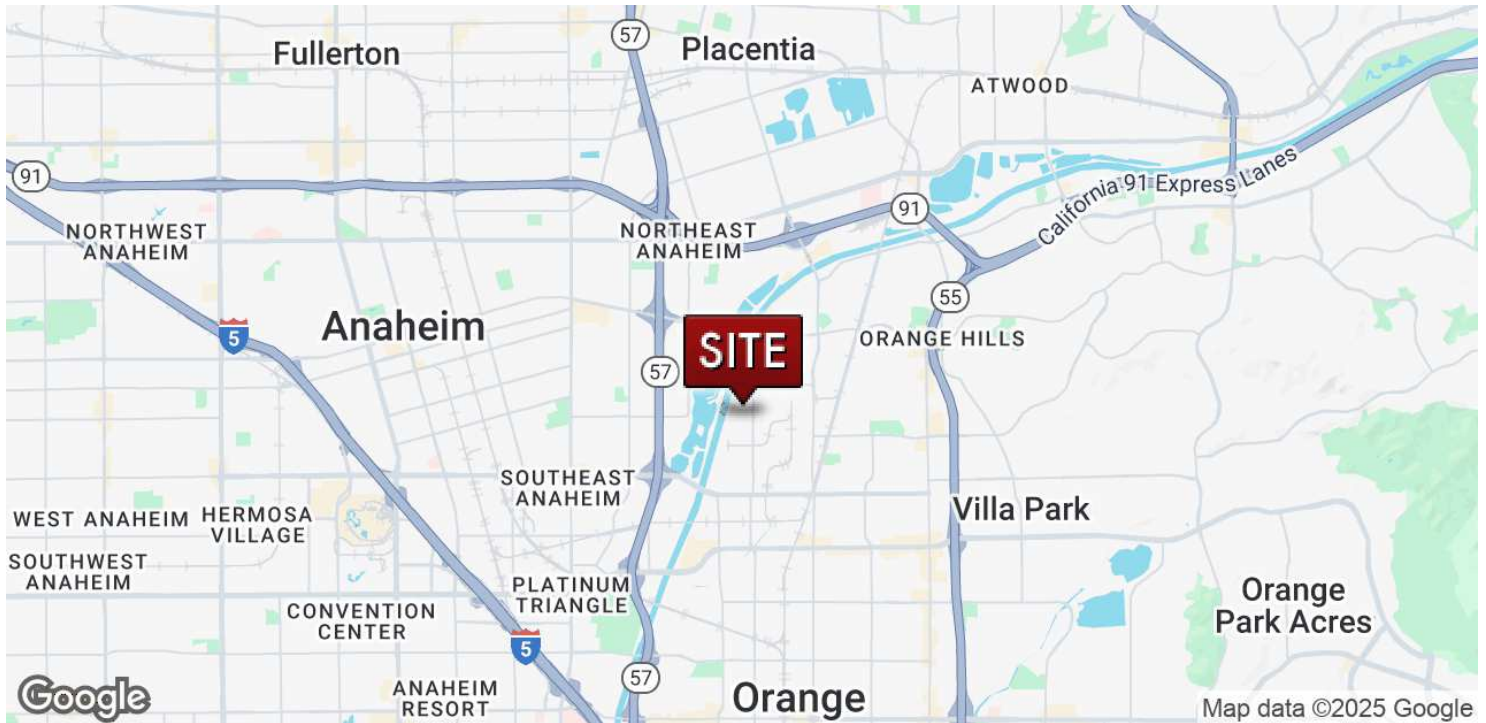 57
Fullerton
Placentia
ATWOOD
91
91
California 91 Express Lanes
NORTHWEST
ANAHEIM
NORTHEAST
ANAHEIM
55
Anaheim
5
SITE
ORANGE HILLS
57
SOUTHEAST
ANAHEIM
Villa Park
WEST ANAHEIM
HERMOSA
VILLAGE
SOUTHWEST
ANAHEIM
PLATINUM
TRIANGLE
Orange
Park Acres
CONVENTION
CENTER
5
57
ANAHEIM
RESORT
Orange
Google
Map data ©2025 Google